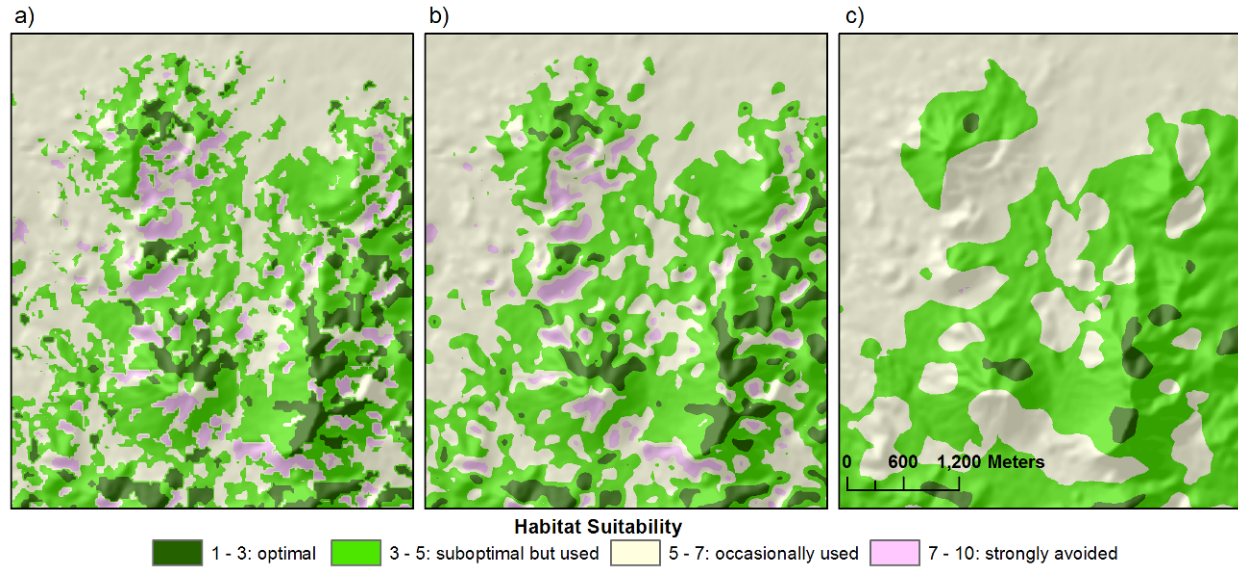 a) b) c)
0 600 1,200 Meters
Habitat Suitability
1 - 3: optimal 3 - 5: suboptimal but used 5 - 7: occasionally used 7 - 10: strongly avoided